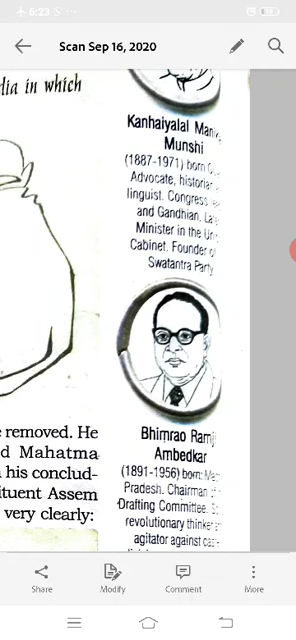 6:23
Scan Sep 16, 2020
dia in which
Kanhaiyalal
Munshi
(1887-1971) born
Advocate, historian
linguist. Congress
and Gandhian.
Minister in the
Cabinet. Founder
Swatantra Party
e removed. He
d Mahatma
his conclud-
ituent Assem
very clearly:
Bhimrao Ramji
Ambedkar
(1891-1956) born:
Pradesh. Chairman
Drafting Committee.
revolutionary thinker
agitator against
Share
Modify
Comment
More